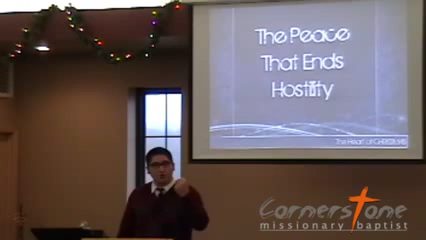 The Peace
That Ends
Hostility
The Heart of CHRISTMAS
Cornerstone
missionary baptist